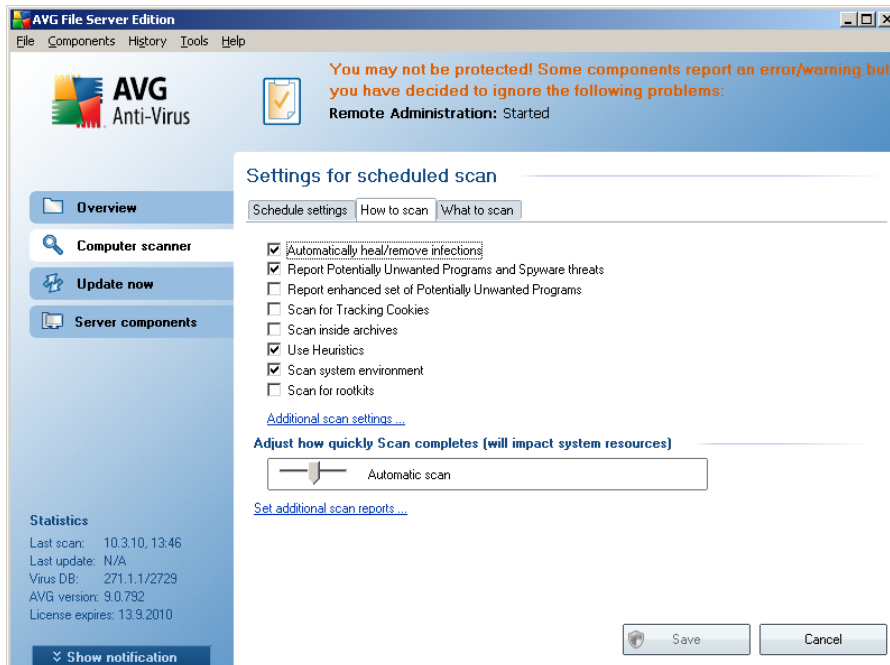 AVG File Server Edition
File Components History Tools Help
AVG
Anti-Virus
You may not be protected! Some components report an error/warning but
you have decided to ignore the following problems:
Remote Administration: Started
Overview
Computer scanner
Update now
Server components
Settings for scheduled scan
Schedule settings How to scan What to scan
Automatically heal/remove infections
Report Potentially Unwanted Programs and Spyware threats
Report enhanced set of Potentially Unwanted Programs
Scan for Tracking Cookies
Scan inside archives
Use Heuristics
Scan system environment
Scan for rootkits
Additional scan settings ...
Adjust how quickly Scan completes (will impact system resources)
Automatic scan
Set additional scan reports ...
Statistics
Last scan: 10.3.10, 13:46
Last update: N/A
Virus DB: 271.1.1/2729
AVG version: 9.0.792
License expires: 13.9.2010
Show notification
Save Cancel